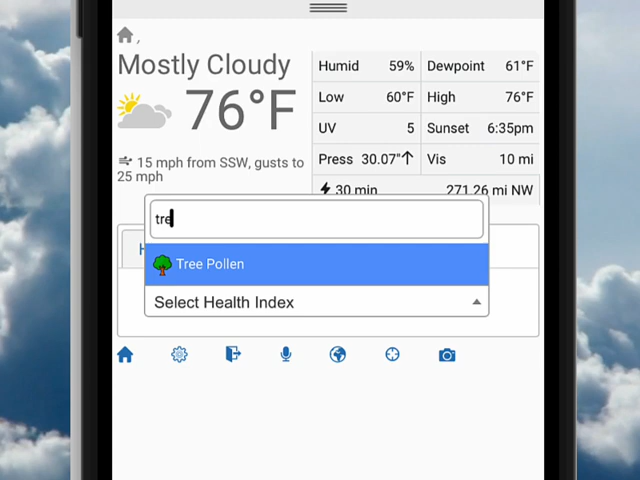 ,
Mostly Cloudy
76°F
15 mph from SSW, gusts to
25 mph
Humid 59% Dewpoint 61°F
Low 60°F High 76°F
UV 5 Sunset 6:35pm
Press 30.07"↑ Vis 10 mi
30 min 271.26 mi NW
tre
Tree Pollen
Select Health Index